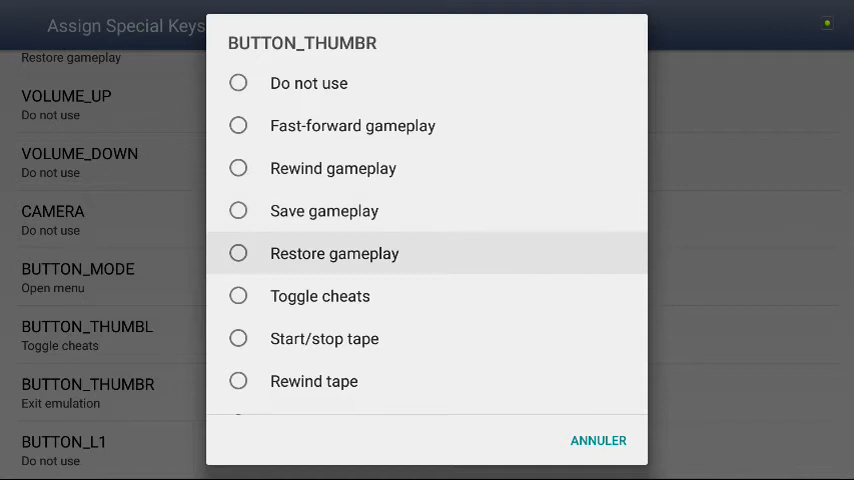 Assign Special Keys
Restore gameplay
VOLUME_UP
Do not use
VOLUME_DOWN
Do not use
CAMERA
Do not use
BUTTON_MODE
Open menu
BUTTON_THUMBL
Toggle cheats
BUTTON_THUMBR
Exit emulation
BUTTON_L1
Do not use
BUTTON_THUMBR
Do not use
Fast-forward gameplay
Rewind gameplay
Save gameplay
Restore gameplay
Toggle cheats
Start/stop tape
Rewind tape
ANNULER